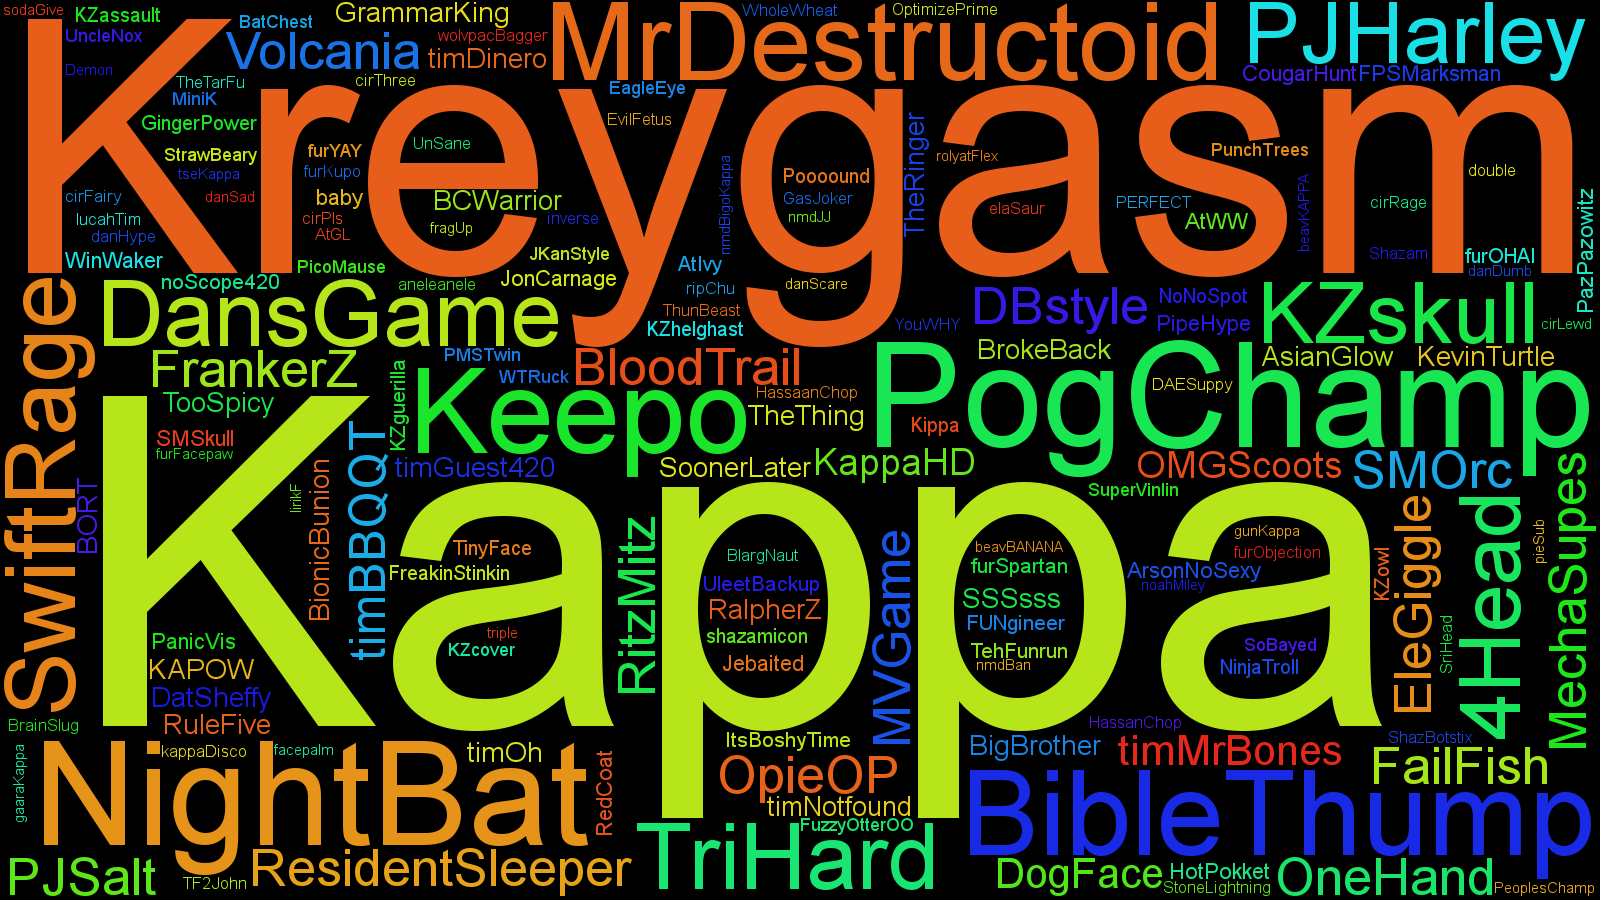 sodaGive
KZassault
BatChest
GrammarKing
MrDestructoid
WholeWheat
OptimizePrime
PJHarley
UncleNox
Volcania
wolvpacBagger
timDinero
Demon
TheTarFu
cirThree
CougarHunt
FPSMarksman
Kreygasm
MiniK
EagleEye
GingerPower
EvilFetus
UnSane
TheRinger
StrawBeary
furYAY
tseKappa
furKupo
nmdBigoKappa
Poooound
rolyatFlex
PunchTrees
double
beavKAPPA
PazPazowitz
cirFairy
danSad
baby
BCWarrior
inverse
GasJoker
elaSaur
PERFECT
cirRage
lucahTim
cirPls
AtGL
fragUp
nmdJJ
AtWW
danHype
WinWaker
PicoMause
JKanStyle
AtIvy
Shazam
furOHAI
danDumb
noScope420
aneleanele
JonCarnage
ripChu
danScare
SwiftRage
DansGame
ThunBeast
KZhelghast
YouWHY
DBstyle
NoNoSpot
PipeHype
KZskull
cirLewd
FrankerZ
PMSTwin
WTRuck
BloodTrail
PogChamp
BrokeBack
AsianGlow
KevinTurtle
KZguerilla
Keepo
HassaanChop
DAESuppy
TooSpicy
TheThing
Kippa
SMSkull
furFacepaw
timBBQQT
timGuest420
SoonerLater
KappaHD
OMGScoots
SMOrc
BORT
BionicBunion
lirikF
Kappa
SuperVinlin
MechaSupes
RitzMitz
MVGame
EleGiggle
4Head
pieSub
gunKappa
TinyFace
BlargNaut
beavBANANA
furObjection
KZowl
FreakinStinkin
UleetBackup
furSpartan
ArsonNoSexy
noahMiley
RalpherZ
SSSsss
FUNgineer
SriHead
PanicVis
triple
KZcover
shazamicon
TehFunrun
SoBayed
KAPOW
Jebaited
nmdBan
NinjaTroll
DatSheffy
BrainSlug
RuleFive
HassanChop
NightBat
kappaDisco
facepalm
timOh
RedCoat
ItsBoshyTime
BigBrother
timMrBones
ShazBotstix
FailFish
gaaraKappa
OpieOP
timNotfound
BibleThump
FuzzyOtterOO
TriHard
PJSalt
TF2John
ResidentSleeper
DogFace
HotPokket
StoneLightning
OneHand
PeoplesChamp